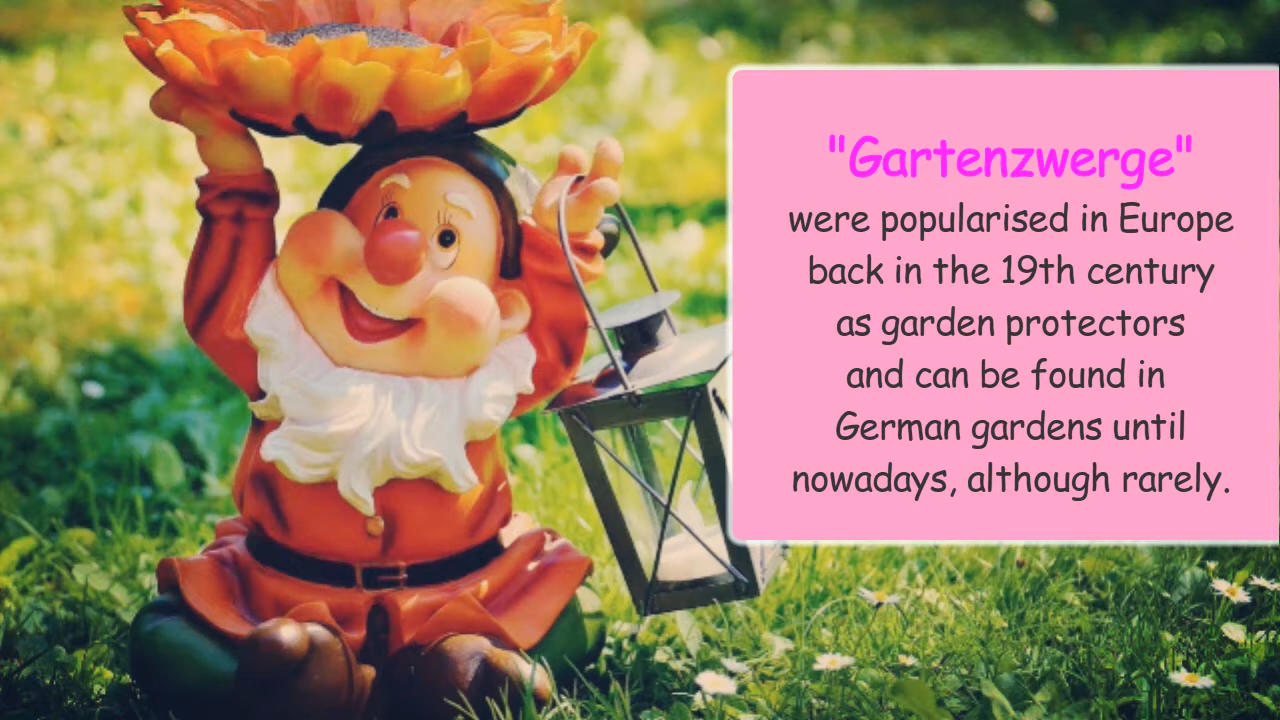 "Gartenzwerge"
were popularised in Europe
back in the 19th century
as garden protectors
and can be found in
German gardens until
nowadays, although rarely.